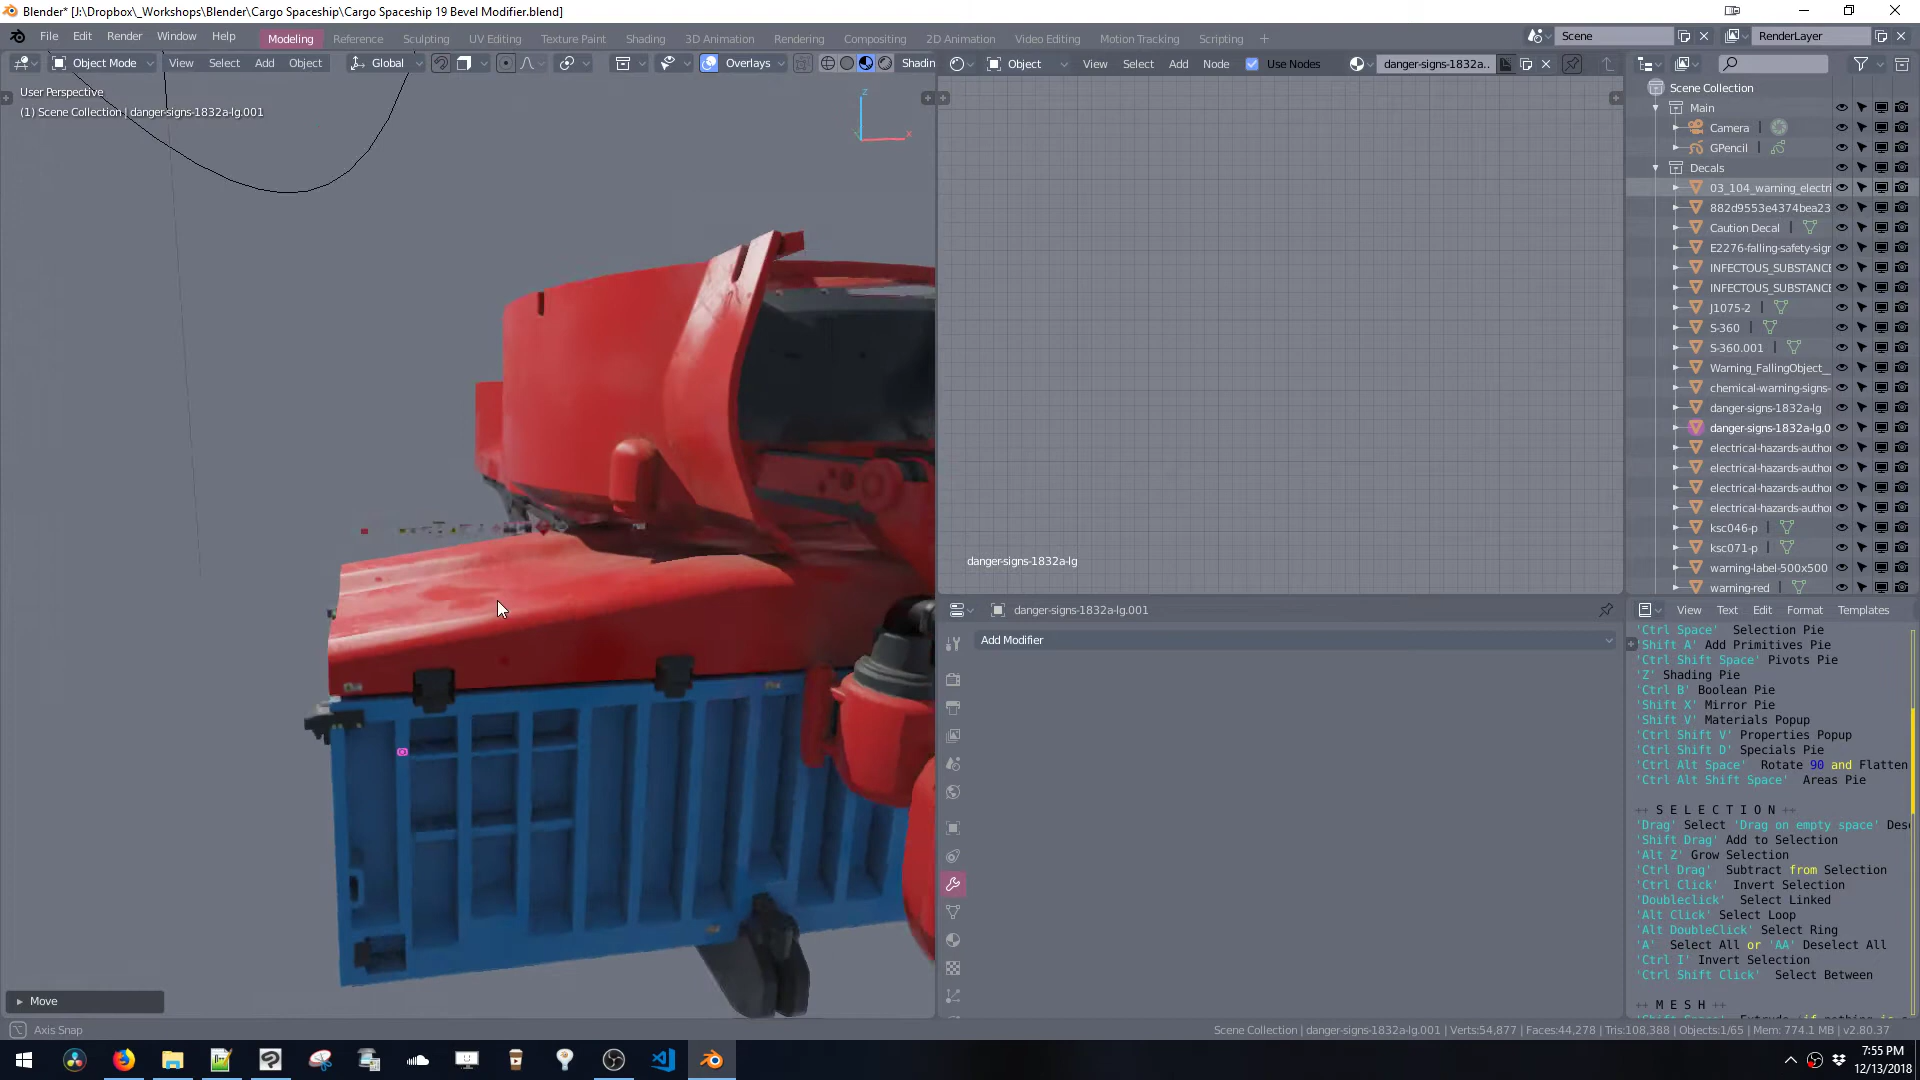 Blender* [J:\Dropbox\_Workshops\Blender\Cargo Spaceship\Cargo Spaceship 19 Bevel Modifier.blend]
File Edit Render Window Help Modeling Reference Sculpting UV Editing Texture Paint Shading 3D Animation Rendering Compositing 2D Animation Video Editing Motion Tracking Scripting Scene RenderLayer
Object Mode View Select Add Object Global Overlays Shadin
Object View Select Add Node Use Nodes danger-signs-1832a..
User Perspective
(1) Scene Collection | danger-signs-1832a-lg.001
Z
X
danger-signs-1832a-lg
Scene Collection
Main
Camera
GPencil
Decals
03_104_warning_electri
882d9553e4374bea23
Caution Decal
E2276-falling-safety-sigr
INFECTOUS_SUBSTANCE
INFECTOUS_SUBSTANCE
J1075-2
S-360
S-360.001
Warning_FallingObject_
chemical-warning-signs-
danger-signs-1832a-lg
danger-signs-1832a-lg.0
electrical-hazards-author
electrical-hazards-author
electrical-hazards-author
electrical-hazards-author
ksc046-p
ksc071-p
warning-label-500x500
warning-red
danger-signs-1832a-lg.001
Add Modifier
View Text Edit Format Templates
'Ctrl Space' Selection Pie
'Shift A' Add Primitives Pie
'Ctrl Shift Space' Pivots Pie
'Z' Shading Pie
'Ctrl B' Boolean Pie
'Shift X' Mirror Pie
'Shift V' Materials Popup
'Ctrl Shift V' Properties Popup
'Ctrl Shift D' Specials Pie
'Ctrl Alt Space' Rotate 90 and Flatten
'Ctrl Alt Shift Space' Areas Pie
++ S E L E C T I O N ++
'Drag' Select 'Drag on empty space' Des
'Shift Drag' Add to Selection
'Alt Z' Grow Selection
'Ctrl Drag' Subtract from Selection
'Ctrl Click' Invert Selection
'Doubleclick' Select Linked
'Alt Click' Select Loop
'Alt DoubleClick' Select Ring
'A' Select All or 'AA' Deselect All
'Ctrl I' Invert Selection
'Ctrl Shift Click' Select Between
++ M E S H ++
Move
Axis Snap
Scene Collection | danger-signs-1832a-lg.001 | Verts:54,877 | Faces:44,278 | Tris:108,388 | Objects:1/65 | Mem: 774.1 MB | v2.80.37
7:55 PM
12/13/2018